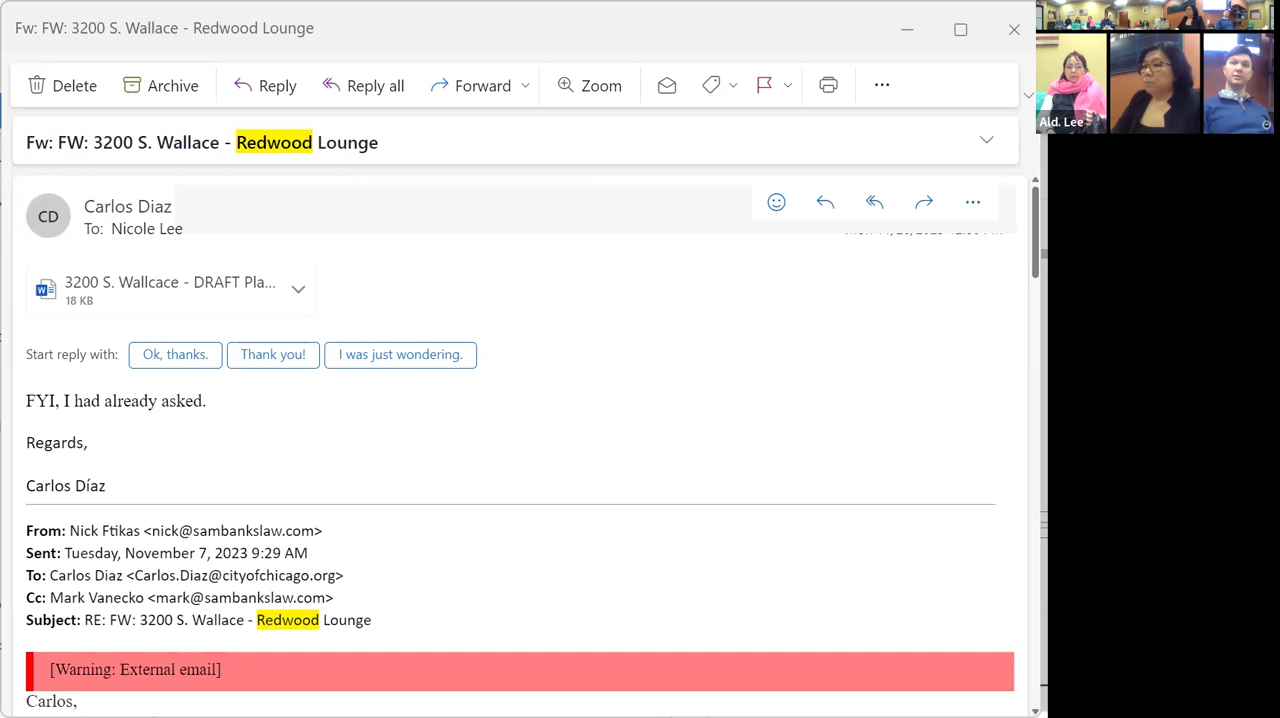 Fw: FW: 3200 S. Wallace - Redwood Lounge
Delete Archive Reply Reply all Forward Zoom
Fw: FW: 3200 S. Wallace - Redwood Lounge
CD
Carlos Diaz
To: Nicole Lee
3200 S. Wallcace - DRAFT Pla...
18 KB
Start reply with: Ok, thanks. Thank you! I was just wondering.
FYI, I had already asked.
Regards,
Carlos Díaz
From: Nick Ftikas <nick@sambankslaw.com>
Sent: Tuesday, November 7, 2023 9:29 AM
To: Carlos Diaz <Carlos.Diaz@cityofchicago.org>
Cc: Mark Vanecko <mark@sambankslaw.com>
Subject: RE: FW: 3200 S. Wallace - Redwood Lounge
[Warning: External email]
Carlos,
Ald. Lee